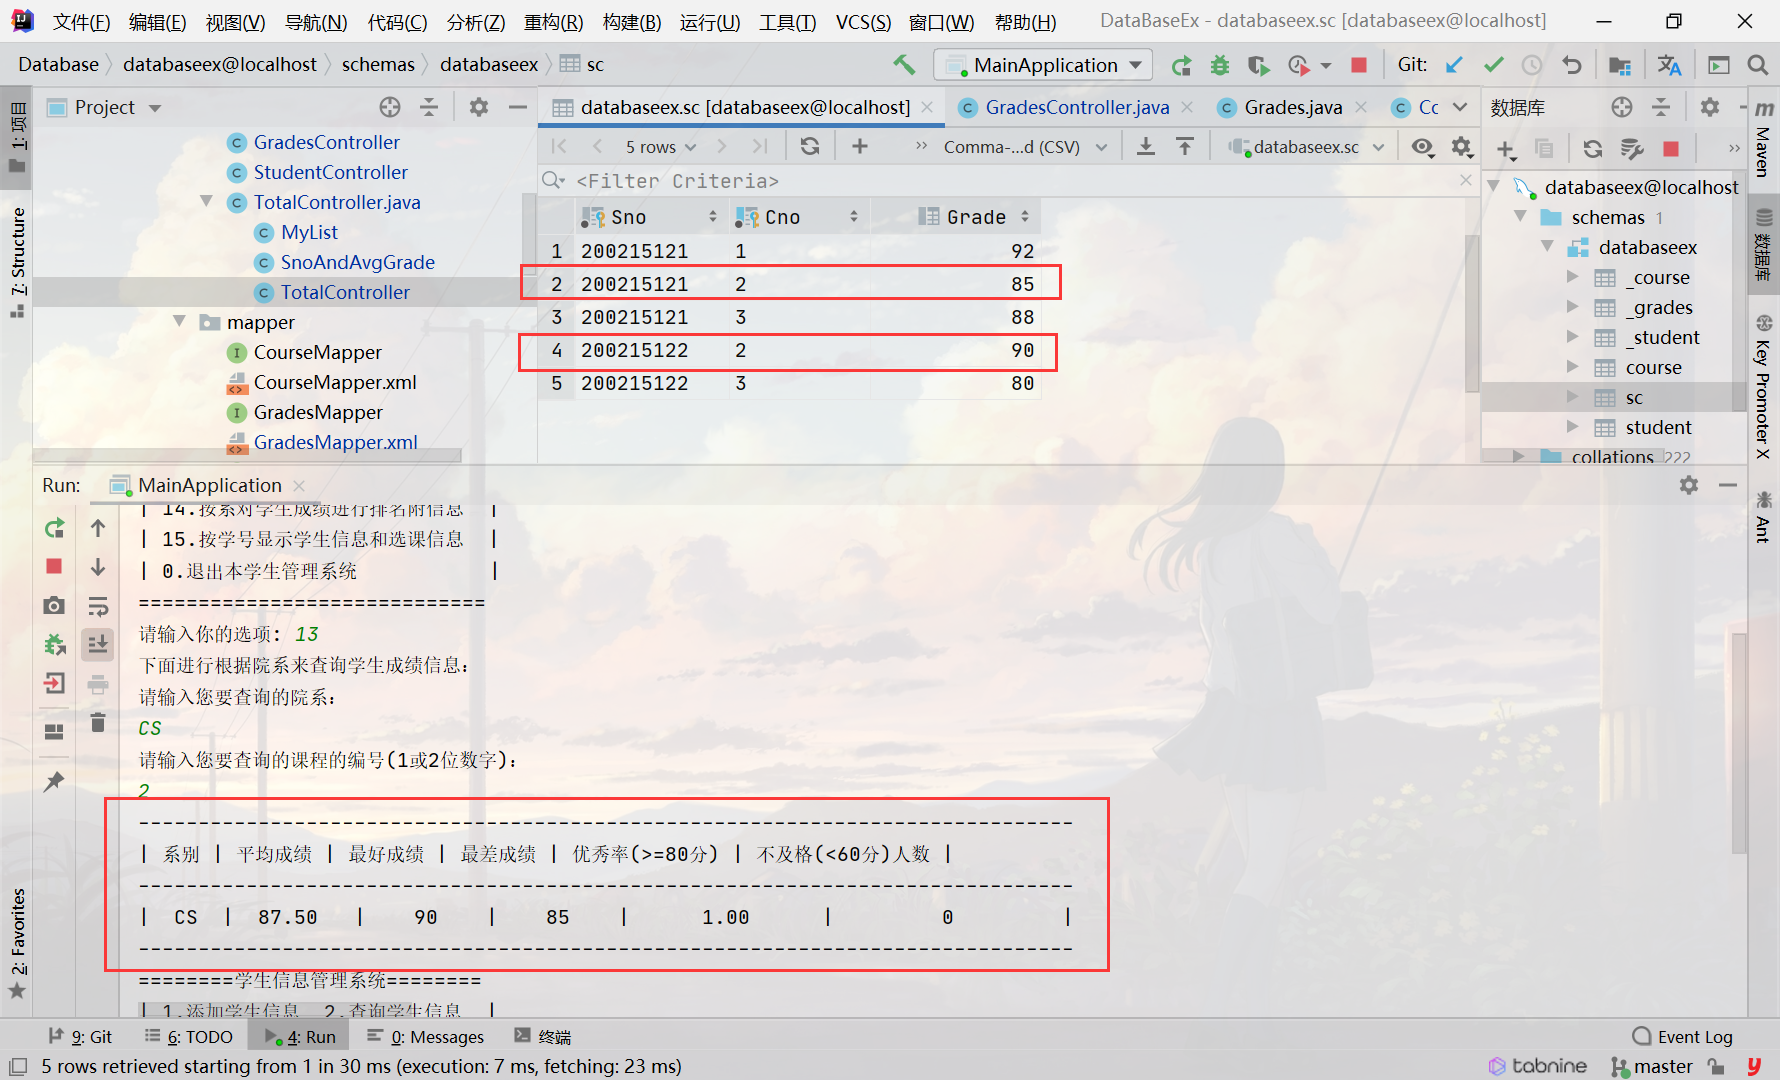 文件(F) 编辑(E) 视图(V) 导航(N) 代码(C) 分析(Z) 重构(R) 构建(B) 运行(U) 工具(T) VCS(S) 窗口(W) 帮助(H) DataBaseEx - databaseex.sc [databaseex@localhost]
Database databaseex@localhost schemas databaseex sc MainApplication Git:
1: 项目
7: Structure
2: Favorites
Project
GradesController
StudentController
TotalController.java
MyList
SnoAndAvgGrade
TotalController
mapper
CourseMapper
CourseMapper.xml
GradesMapper
GradesMapper.xml
databaseex.sc [databaseex@localhost] GradesController.java Grades.java
5 rows Comma-...d (CSV) databaseex.sc
<Filter Criteria>
Sno Cno Grade
1 200215121 1 92
2 200215121 2 85
3 200215121 3 88
4 200215122 2 90
5 200215122 3 80
数据库
databaseex@localhost
schemas 1
databaseex
_course
_grades
_student
course
sc
student
collations 222
m Maven
数据库
Key Promoter X
Ant
Run: MainApplication
| 14.按系对学生成绩进行排名附信息 |
| 15.按学号显示学生信息和选课信息 |
| 0.退出本学生管理系统 |
=============================
请输入你的选项: 13
下面进行根据院系来查询学生成绩信息:
请输入您要查询的院系:
CS
请输入您要查询的课程的编号(1或2位数字):
2
------------------------------------------------------------------------------
| 系别 | 平均成绩 | 最好成绩 | 最差成绩 | 优秀率(>=80分) | 不及格(<60分)人数 |
------------------------------------------------------------------------------
| CS | 87.50 | 90 | 85 | 1.00 | 0 |
------------------------------------------------------------------------------
========学生信息管理系统========
| 1.添加学生信息 2.查询学生信息 |
9: Git 6: TODO 4: Run 0: Messages 终端 Event Log
5 rows retrieved starting from 1 in 30 ms (execution: 7 ms, fetching: 23 ms) tabnine master